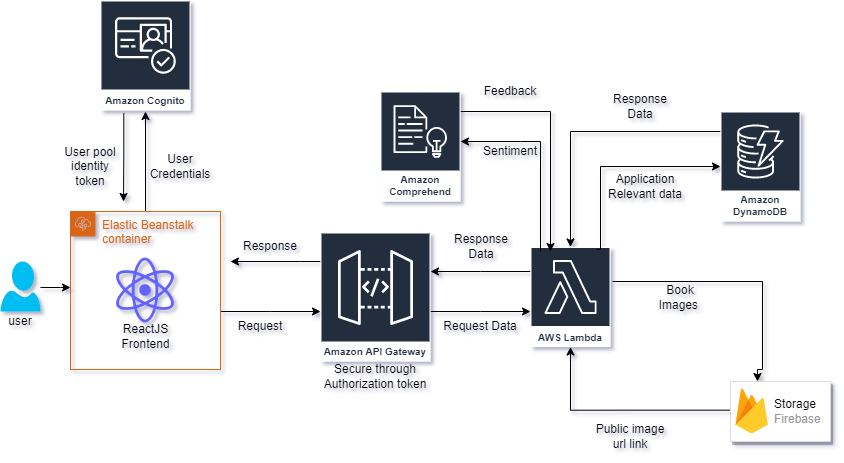 Amazon Cognito
User pool
identity
token
User
Credentials
Elastic Beanstalk
container
ReactJS
Frontend
user
Response
Request
Amazon API Gateway
Secure through
Authorization token
Response
Data
Request Data
Amazon
Comprehend
Feedback
Sentiment
AWS Lambda
Response
Data
Application
Relevant data
Amazon
DynamoDB
Book
Images
Public image
url link
Storage
Firebase